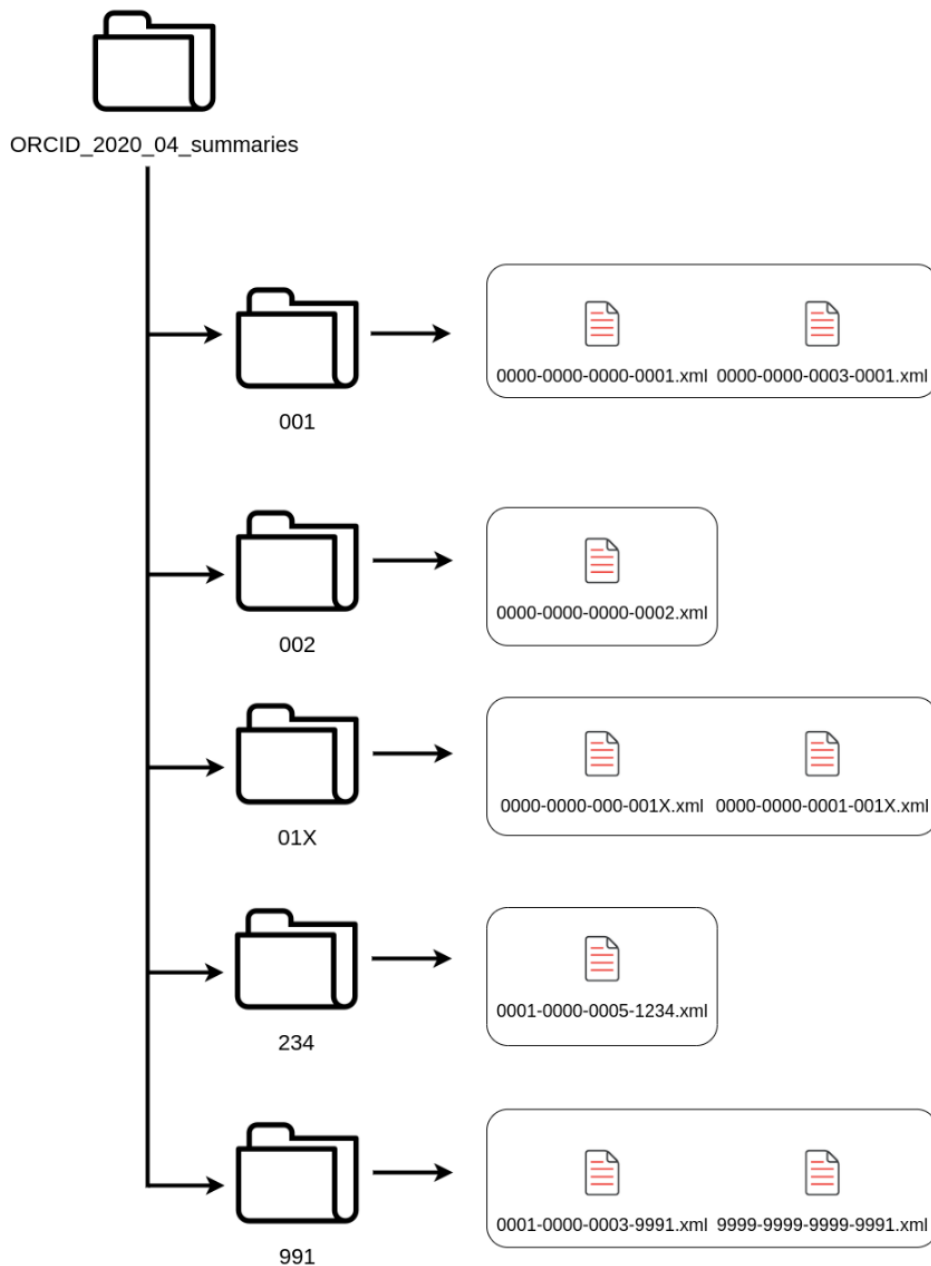 ORCID_2020_04_summaries
0000-0000-0000-0001.xml 0000-0000-0003-0001.xml
001
0000-0000-0000-0002.xml
002
0000-0000-000-001X.xml 0000-0000-0001-001X.xml
01X
0001-0000-0005-1234.xml
234
0001-0000-0003-9991.xml 9999-9999-9999-9991.xml
991